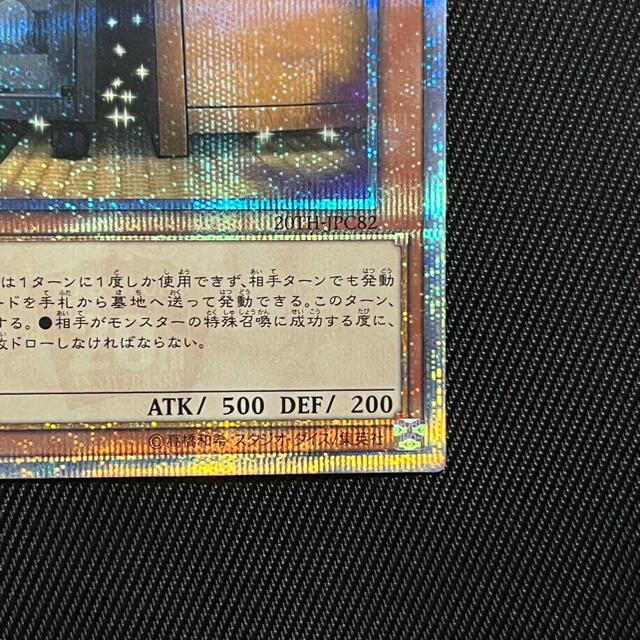 20TH-JPC82
は1ターンに1度しか使用できず、相手ターンでも発動
ードを手札から墓地へ送って発動できる。このターン、
する。●相手がモンスターの特殊召喚に成功する度に、
枚ドローしなければならない。
ATK/ 500 DEF/ 200
©高橋和希 スタジオ・ダイス/集英社